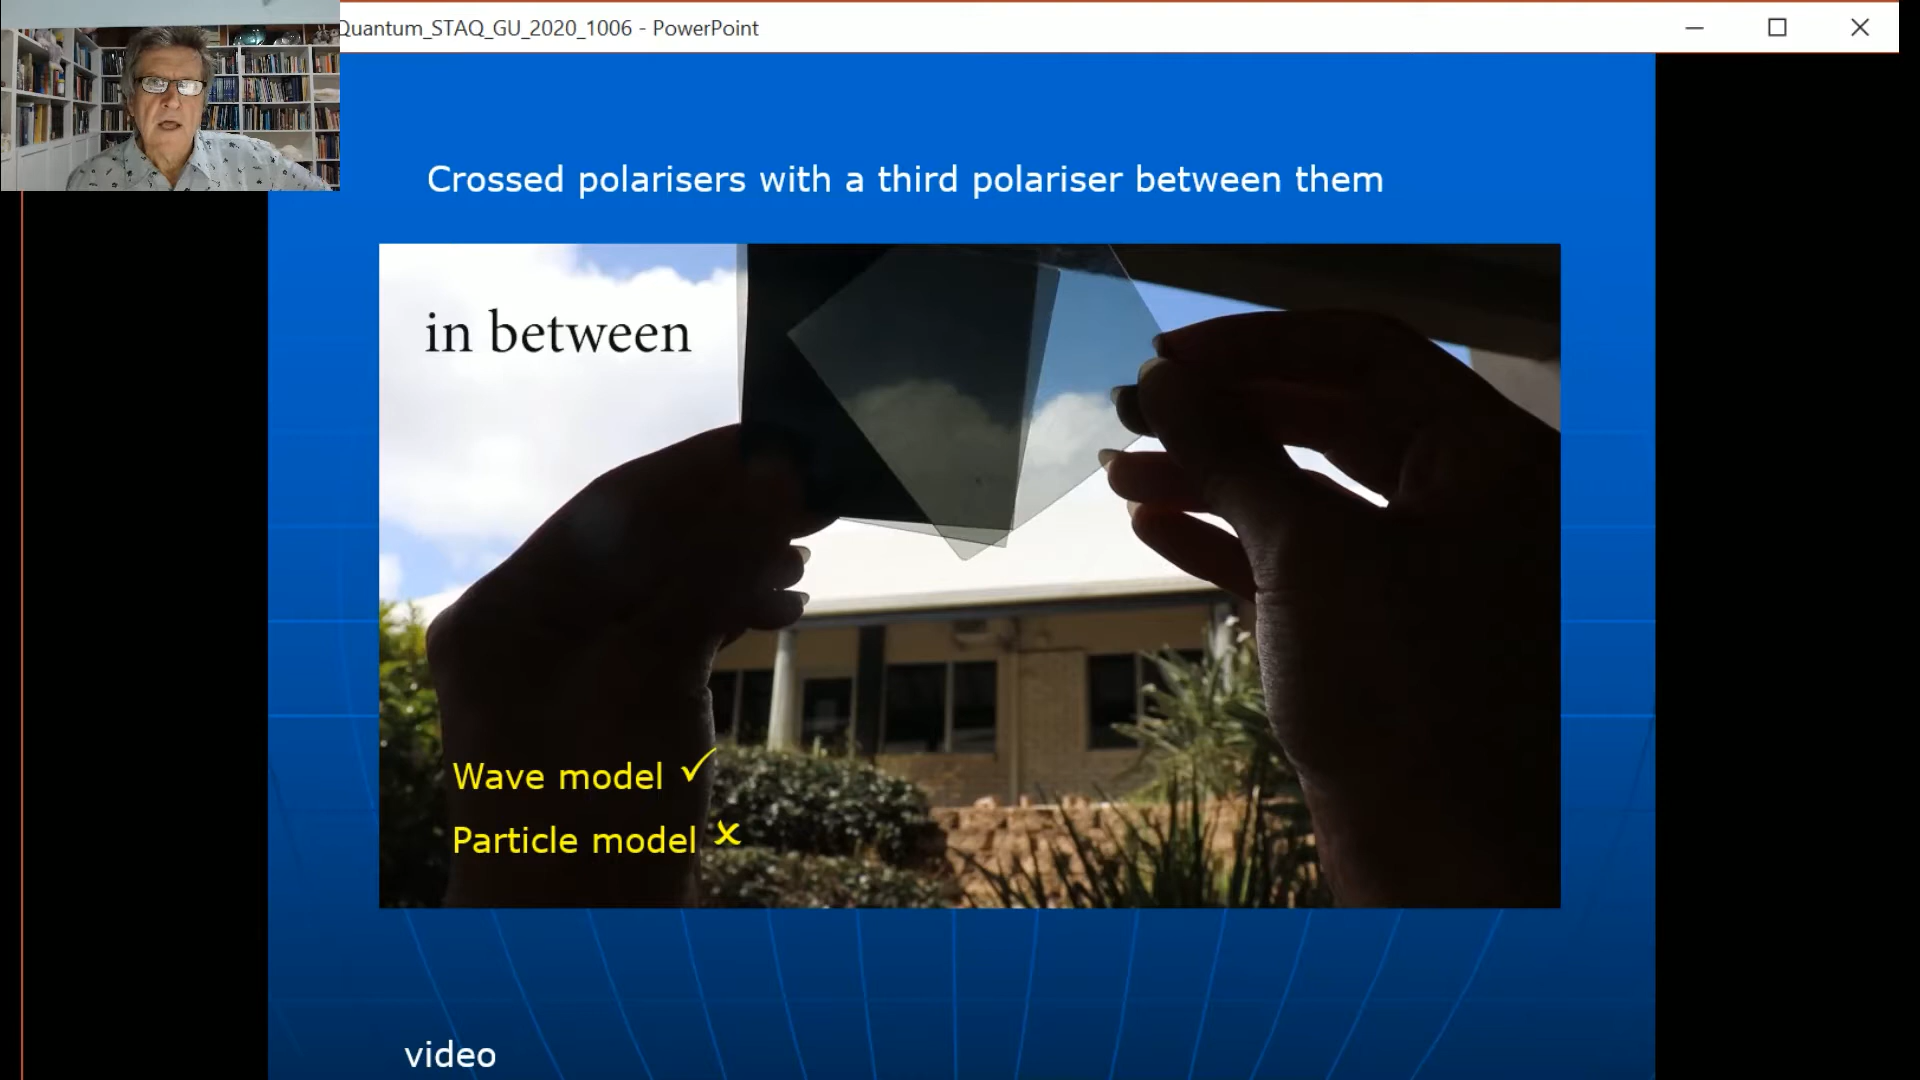 Quantum_STAQ_GU_2020_1006 - PowerPoint
Crossed polarisers with a third polariser between them
in between
Wave model ✓
Particle model ✗
video